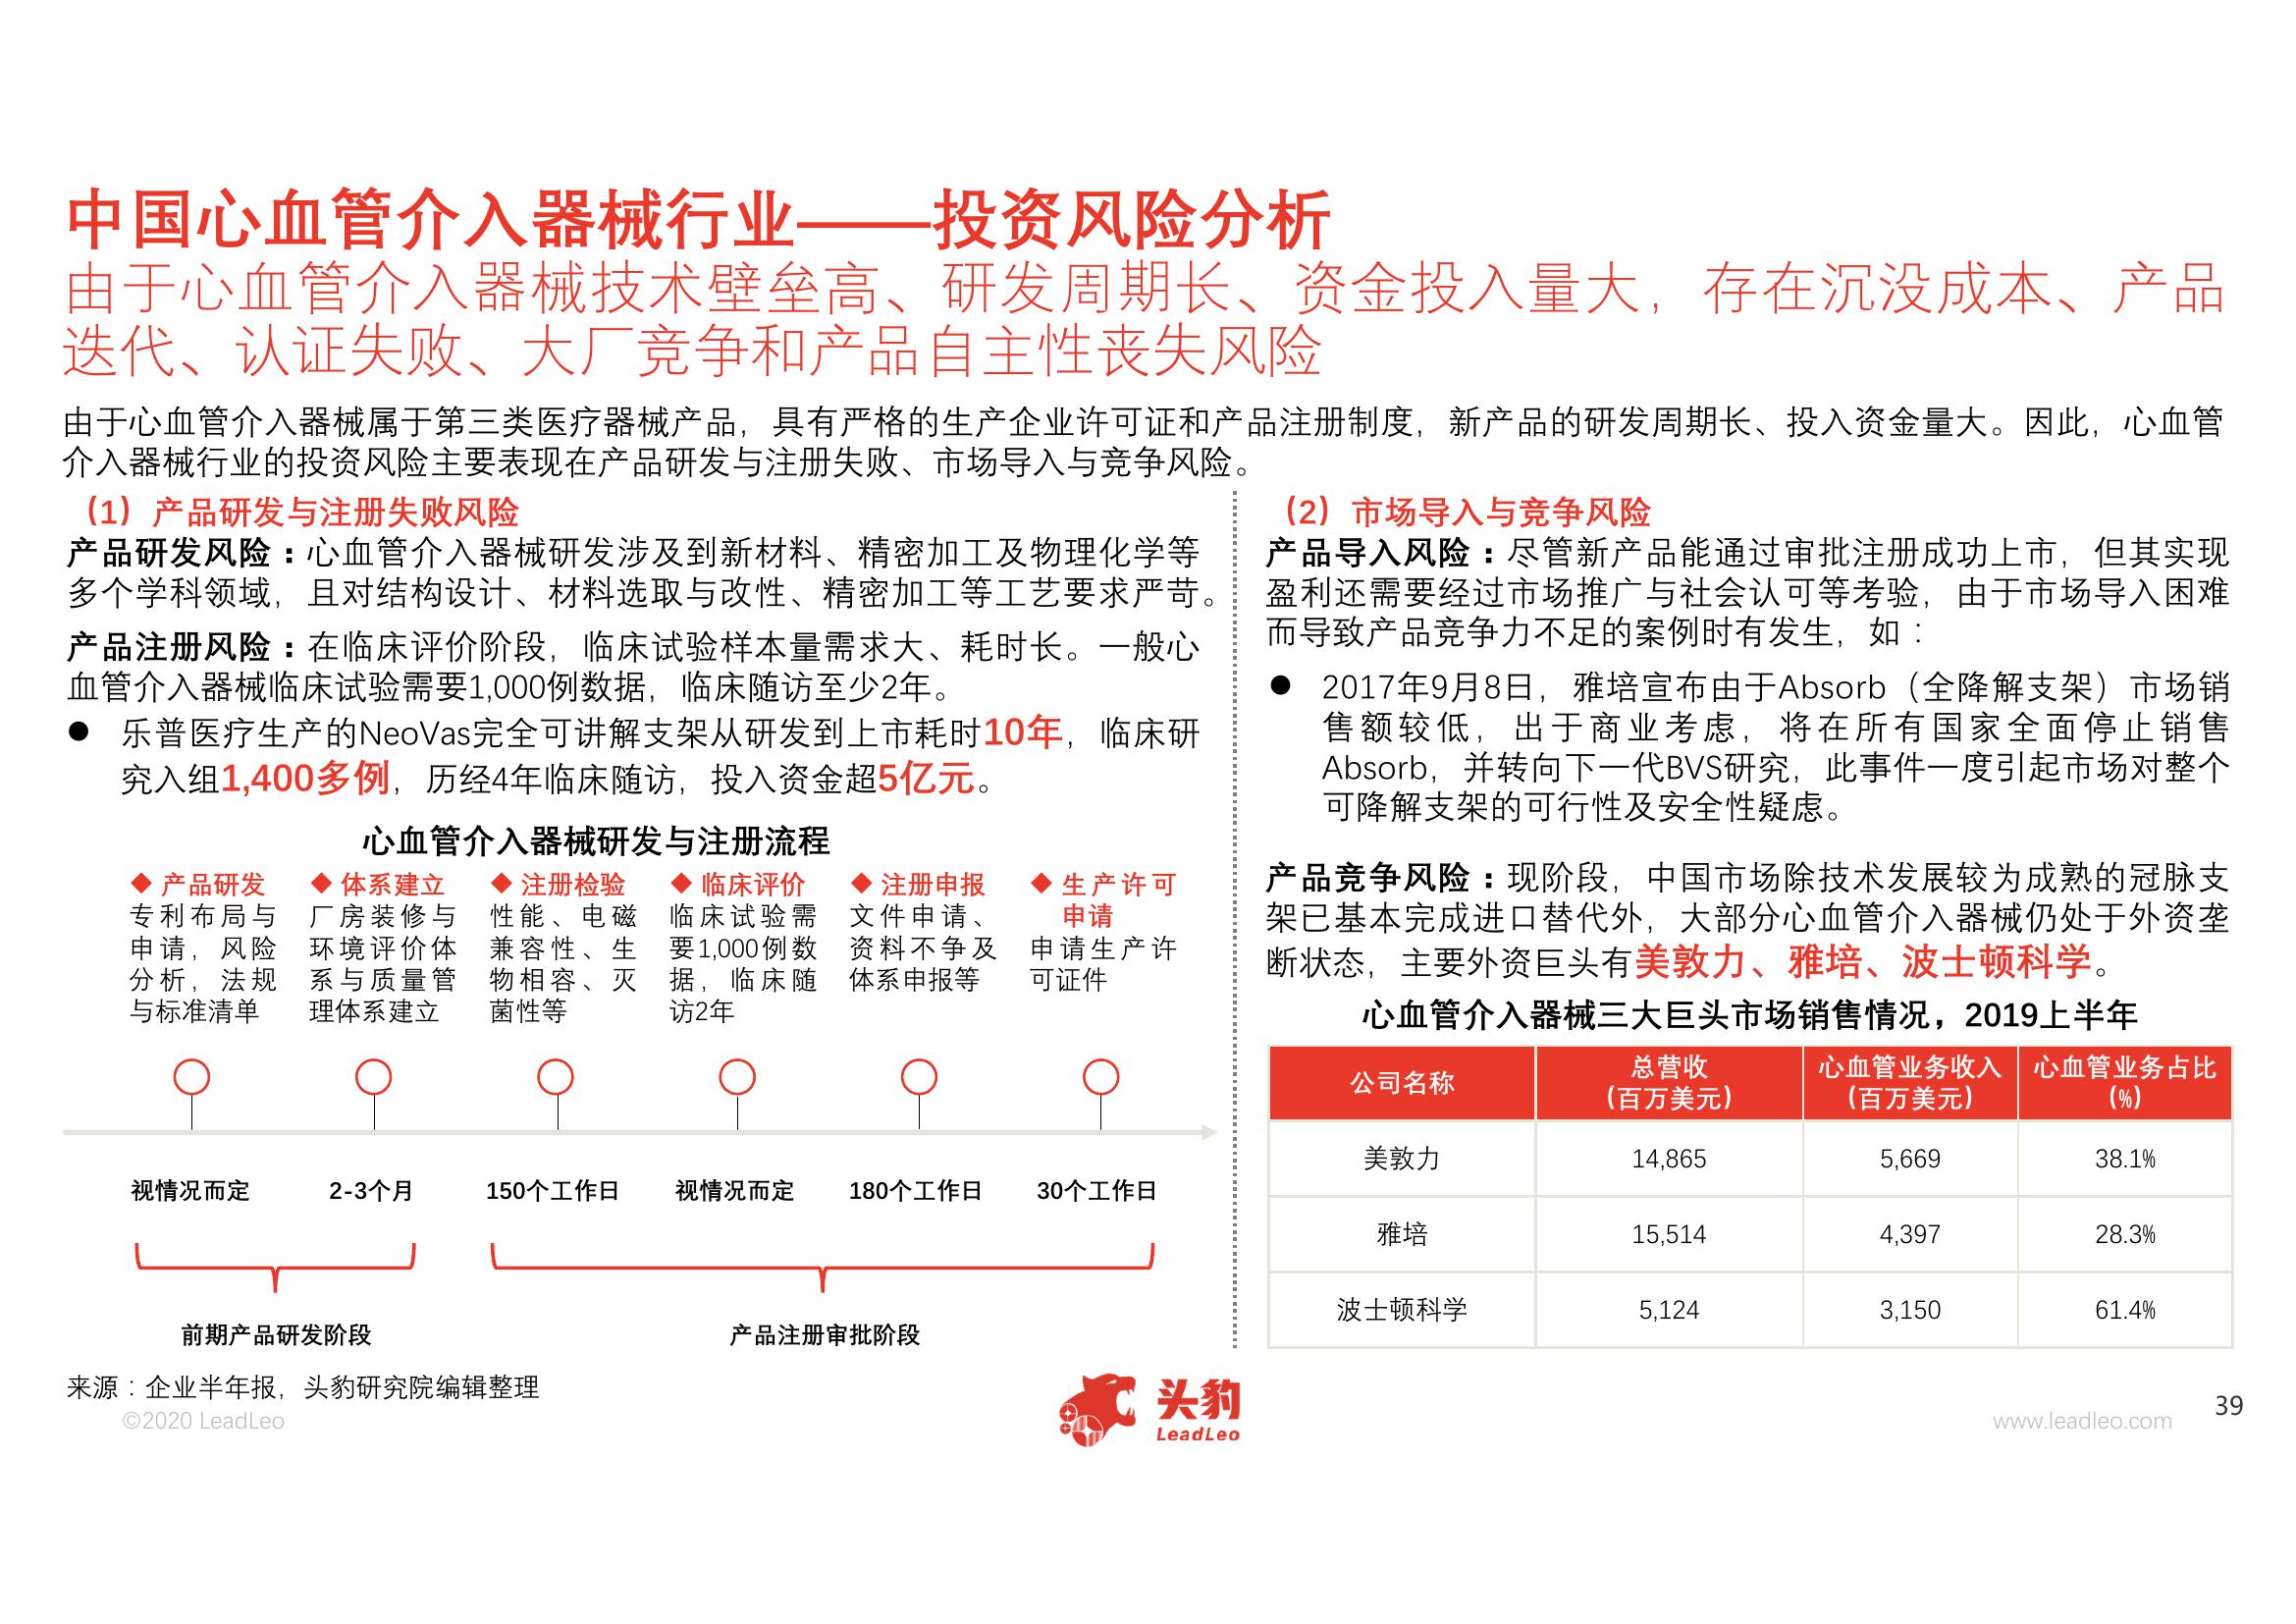 中国心血管介入器械行业——投资风险分析
由于心血管介入器械技术壁垒高、研发周期长、资金投入量大，存在沉没成本、产品
迭代、认证失败、大厂竞争和产品自主性丧失风险
由于心血管介入器械属于第三类医疗器械产品，具有严格的生产企业许可证和产品注册制度，新产品的研发周期长、投入资金量大。因此，心血管
介入器械行业的投资风险主要表现在产品研发与注册失败、市场导入与竞争风险。
（1）产品研发与注册失败风险
产品研发风险：心血管介入器械研发涉及到新材料、精密加工及物理化学等
多个学科领域，且对结构设计、材料选取与改性、精密加工等工艺要求严苛。
产品注册风险：在临床评价阶段，临床试验样本量需求大、耗时长。一般心
血管介入器械临床试验需要1,000例数据，临床随访至少2年。
● 乐普医疗生产的NeoVas完全可讲解支架从研发到上市耗时10年，临床研
究入组1,400多例，历经4年临床随访，投入资金超5亿元。
心血管介入器械研发与注册流程
◆ 产品研发
专利布局与
申请，风险
分析，法规
与标准清单
◆ 体系建立
厂房装修与
环境评价体
系与质量管
理体系建立
◆ 注册检验
性能、电磁
兼容性、生
物相容、灭
菌性等
◆ 临床评价
临床试验需
要1,000例数
据，临床随
访2年
◆ 注册申报
文件申请、
资料不争及
体系申报等
◆ 生产许可
申请
申请生产许
可证件
视情况而定
2-3个月
150个工作日
视情况而定
180个工作日
30个工作日
前期产品研发阶段
产品注册审批阶段
（2）市场导入与竞争风险
产品导入风险：尽管新产品能通过审批注册成功上市，但其实现
盈利还需要经过市场推广与社会认可等考验，由于市场导入困难
而导致产品竞争力不足的案例时有发生，如：
● 2017年9月8日，雅培宣布由于Absorb（全降解支架）市场销
售额较低，出于商业考虑，将在所有国家全面停止销售
Absorb，并转向下一代BVS研究，此事件一度引起市场对整个
可降解支架的可行性及安全性疑虑。
产品竞争风险：现阶段，中国市场除技术发展较为成熟的冠脉支
架已基本完成进口替代外，大部分心血管介入器械仍处于外资垄
断状态，主要外资巨头有美敦力、雅培、波士顿科学。
心血管介入器械三大巨头市场销售情况，2019上半年
公司名称 总营收 心血管业务收入 心血管业务占比
（百万美元） （百万美元） （%）
美敦力 14,865 5,669 38.1%
雅培 15,514 4,397 28.3%
波士顿科学 5,124 3,150 61.4%
来源：企业半年报，头豹研究院编辑整理
©2020 LeadLeo
头豹
LeadLeo
www.leadleo.com
39